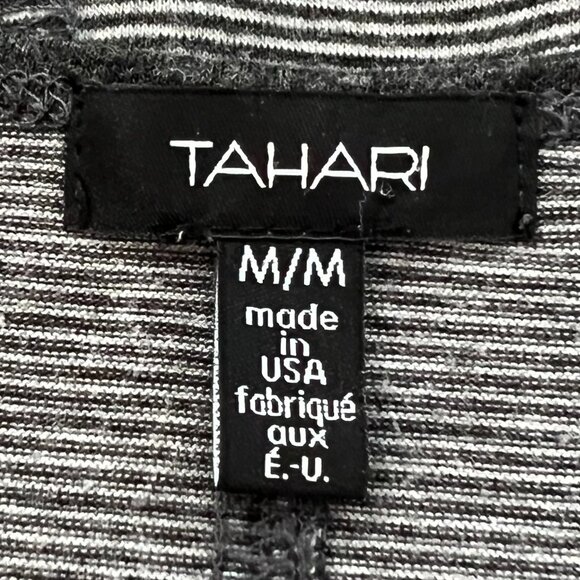 TAHARI
M/M
made
in
USA
fabriqué
aux
É.-U.